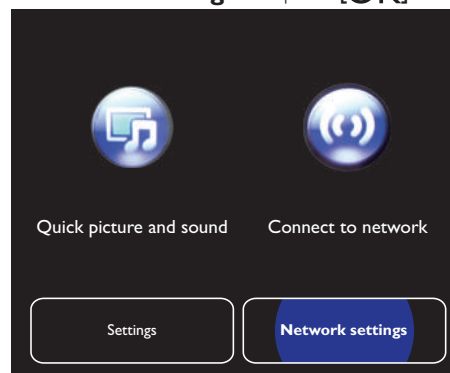 Quick picture and sound
Connect to network
Settings
Network settings